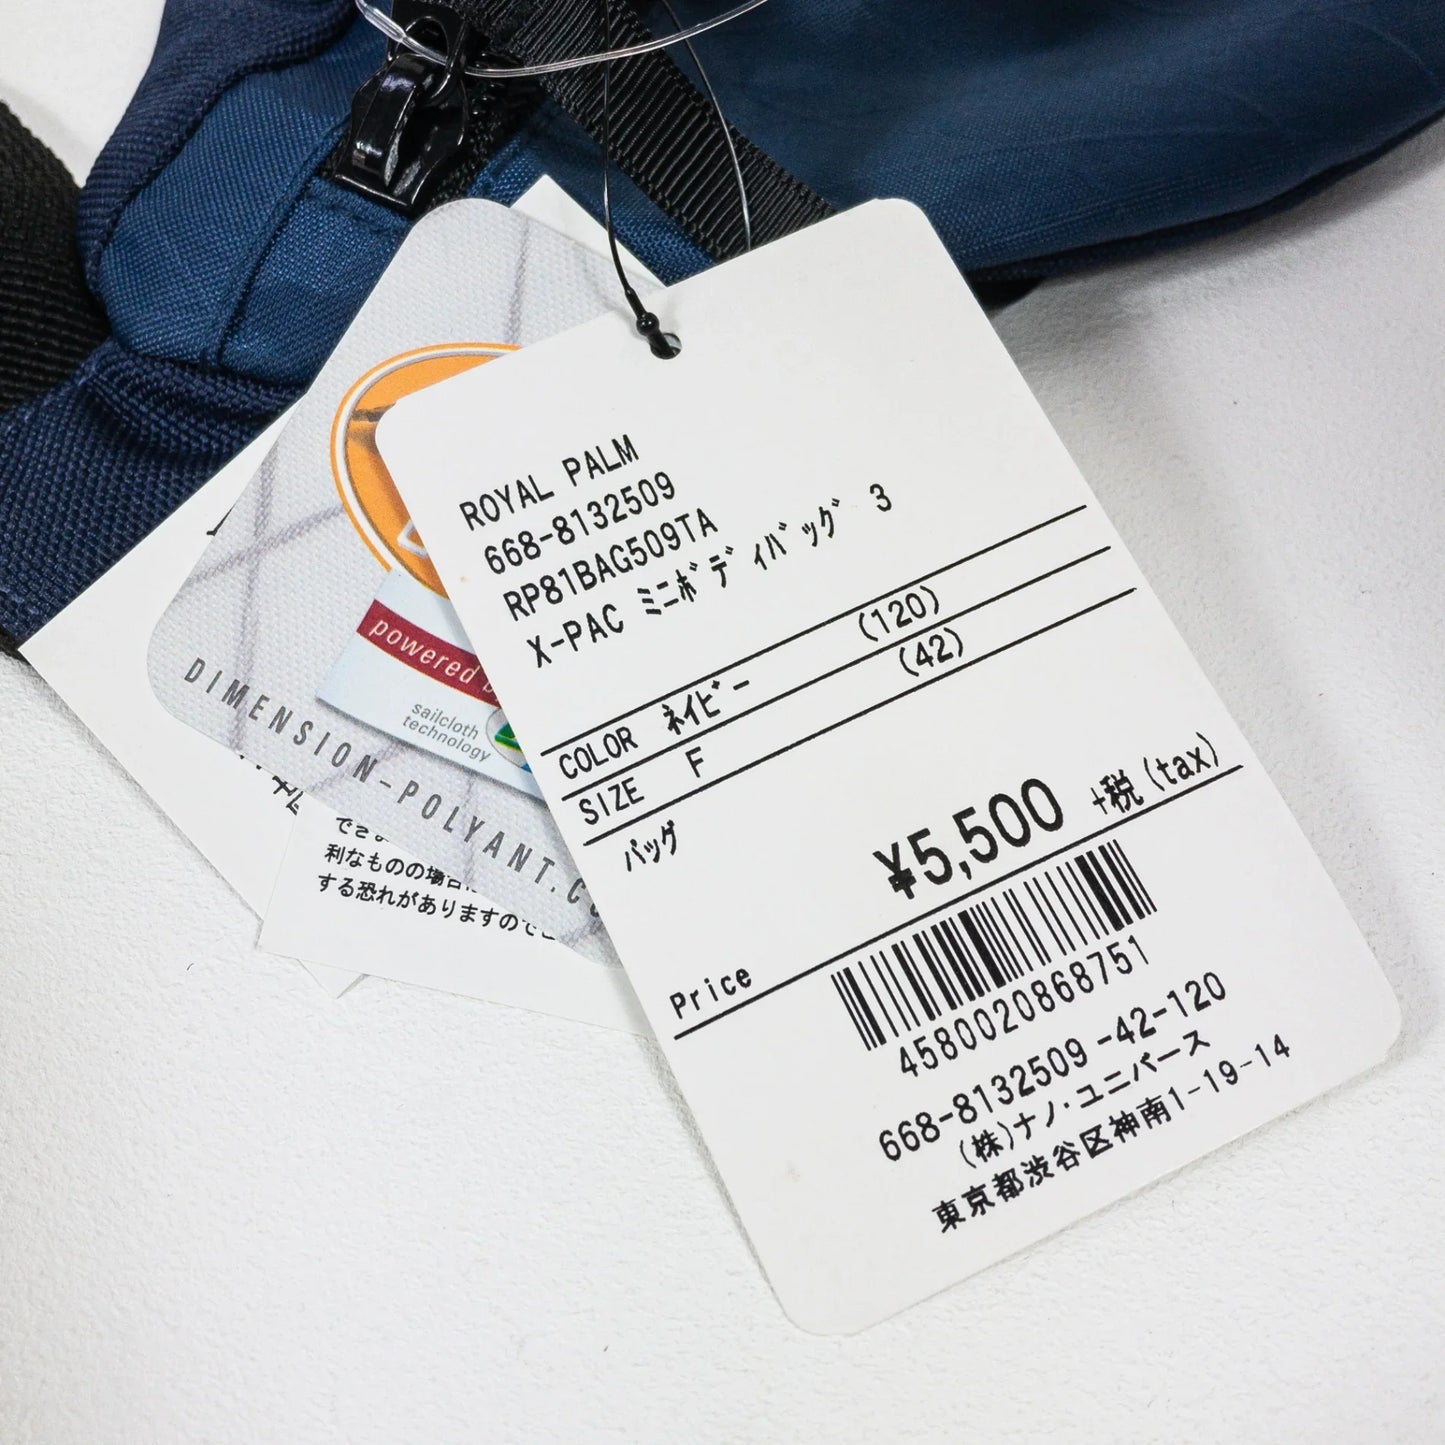 ROYAL PALM
668-8132509
RP81BAG509TA
X-PAC ﾐﾆﾎﾞﾃﾞｨﾊﾞｯｸﾞ 3
COLOR ﾈｲﾋﾞｰ (120)
SIZE F (42)
ﾊﾞｯｸﾞ
¥5,500 +税(tax)
Price
4580020868751
668-8132509 -42-120
(株)ナノ・ユニバース
東京都渋谷区神南1-19-14
powered
sailcloth
technology
DIMENSION-POLYANT.C
できま
利なものの場合
する恐れがありますので